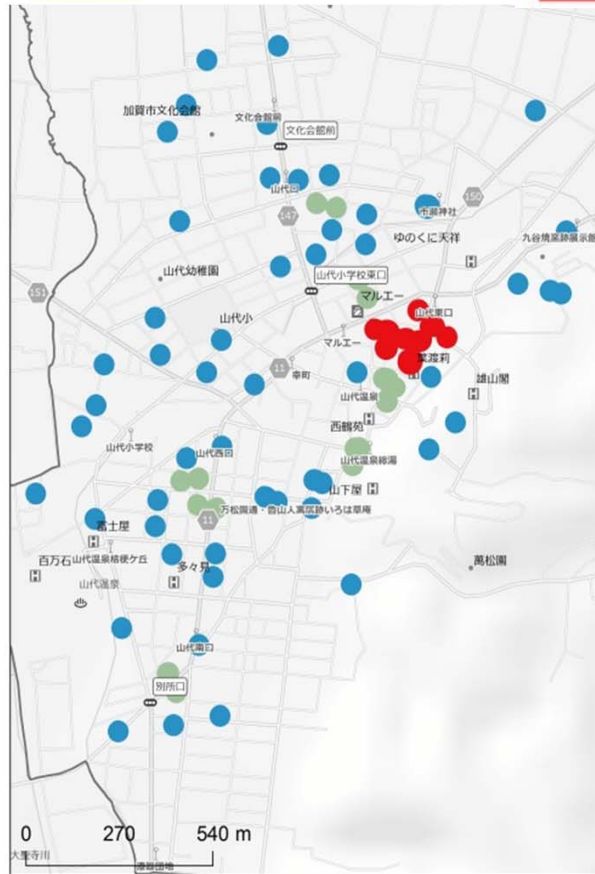 加賀市文化会館
文化会館前
文化会館前
山代口
150
147
市瀬神社
ゆのくに天祥
九谷焼窯跡展示館
山代幼稚園
山代小学校東口
151
マルエー
山代東口
山代小
マルエー
葉渡莉
11
幸町
雄山閣
山代温泉
西鶴苑
山代小学校
山代西口
山代温泉総湯
山下屋
万松園通・魯山人寓居跡いろは草庵
11
富士屋
百万石
山代温泉桔梗ケ丘
多々見
萬松園
山代温泉
山代南口
別所口
0 270 540 m
大聖寺川
漆器団地